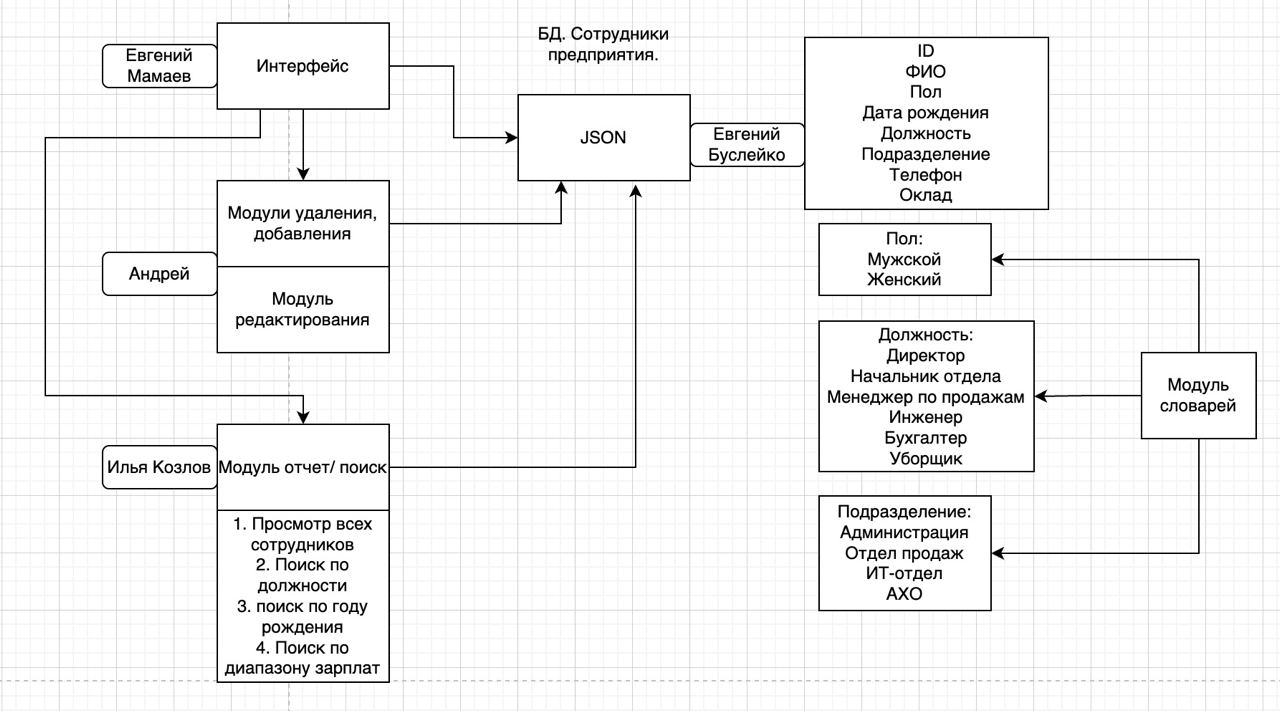 Евгений
Мамаев
Интерфейс
БД. Сотрудники
предприятия.
JSON
Евгений
Буслейко
ID
ФИО
Пол
Дата рождения
Должность
Подразделение
Телефон
Оклад
Модули удаления,
добавления
Андрей
Модуль
редактирования
Пол:
Мужской
Женский
Должность:
Директор
Начальник отдела
Менеджер по продажам
Инженер
Бухгалтер
Уборщик
Модуль
словарей
Подразделение:
Администрация
Отдел продаж
ИТ-отдел
АХО
Илья Козлов
Модуль отчет/ поиск
1. Просмотр всех
сотрудников
2. Поиск по
должности
3. поиск по году
рождения
4. Поиск по
диапазону зарплат